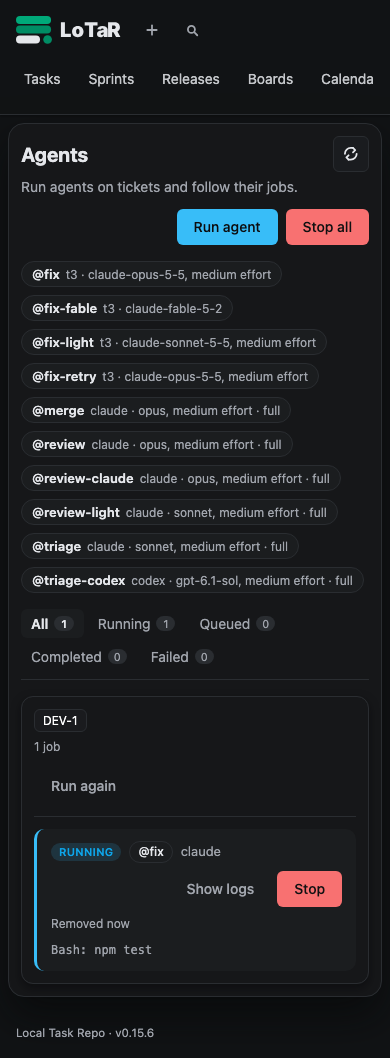 LoTaR
Tasks Sprints Releases Boards Calenda
Agents
Run agents on tickets and follow their jobs.
Run agent Stop all
@fix t3 · claude-opus-5-5, medium effort
@fix-fable t3 · claude-fable-5-2
@fix-light t3 · claude-sonnet-5-5, medium effort
@fix-retry t3 · claude-opus-5-5, medium effort
@merge claude · opus, medium effort · full
@review claude · opus, medium effort · full
@review-claude claude · opus, medium effort · full
@review-light claude · sonnet, medium effort · full
@triage claude · sonnet, medium effort · full
@triage-codex codex · gpt-6.1-sol, medium effort · full
All 1 Running 1 Queued 0
Completed 0 Failed 0
DEV-1
1 job
Run again
RUNNING @fix claude
Show logs Stop
Removed now
Bash: npm test
Local Task Repo · v0.15.6